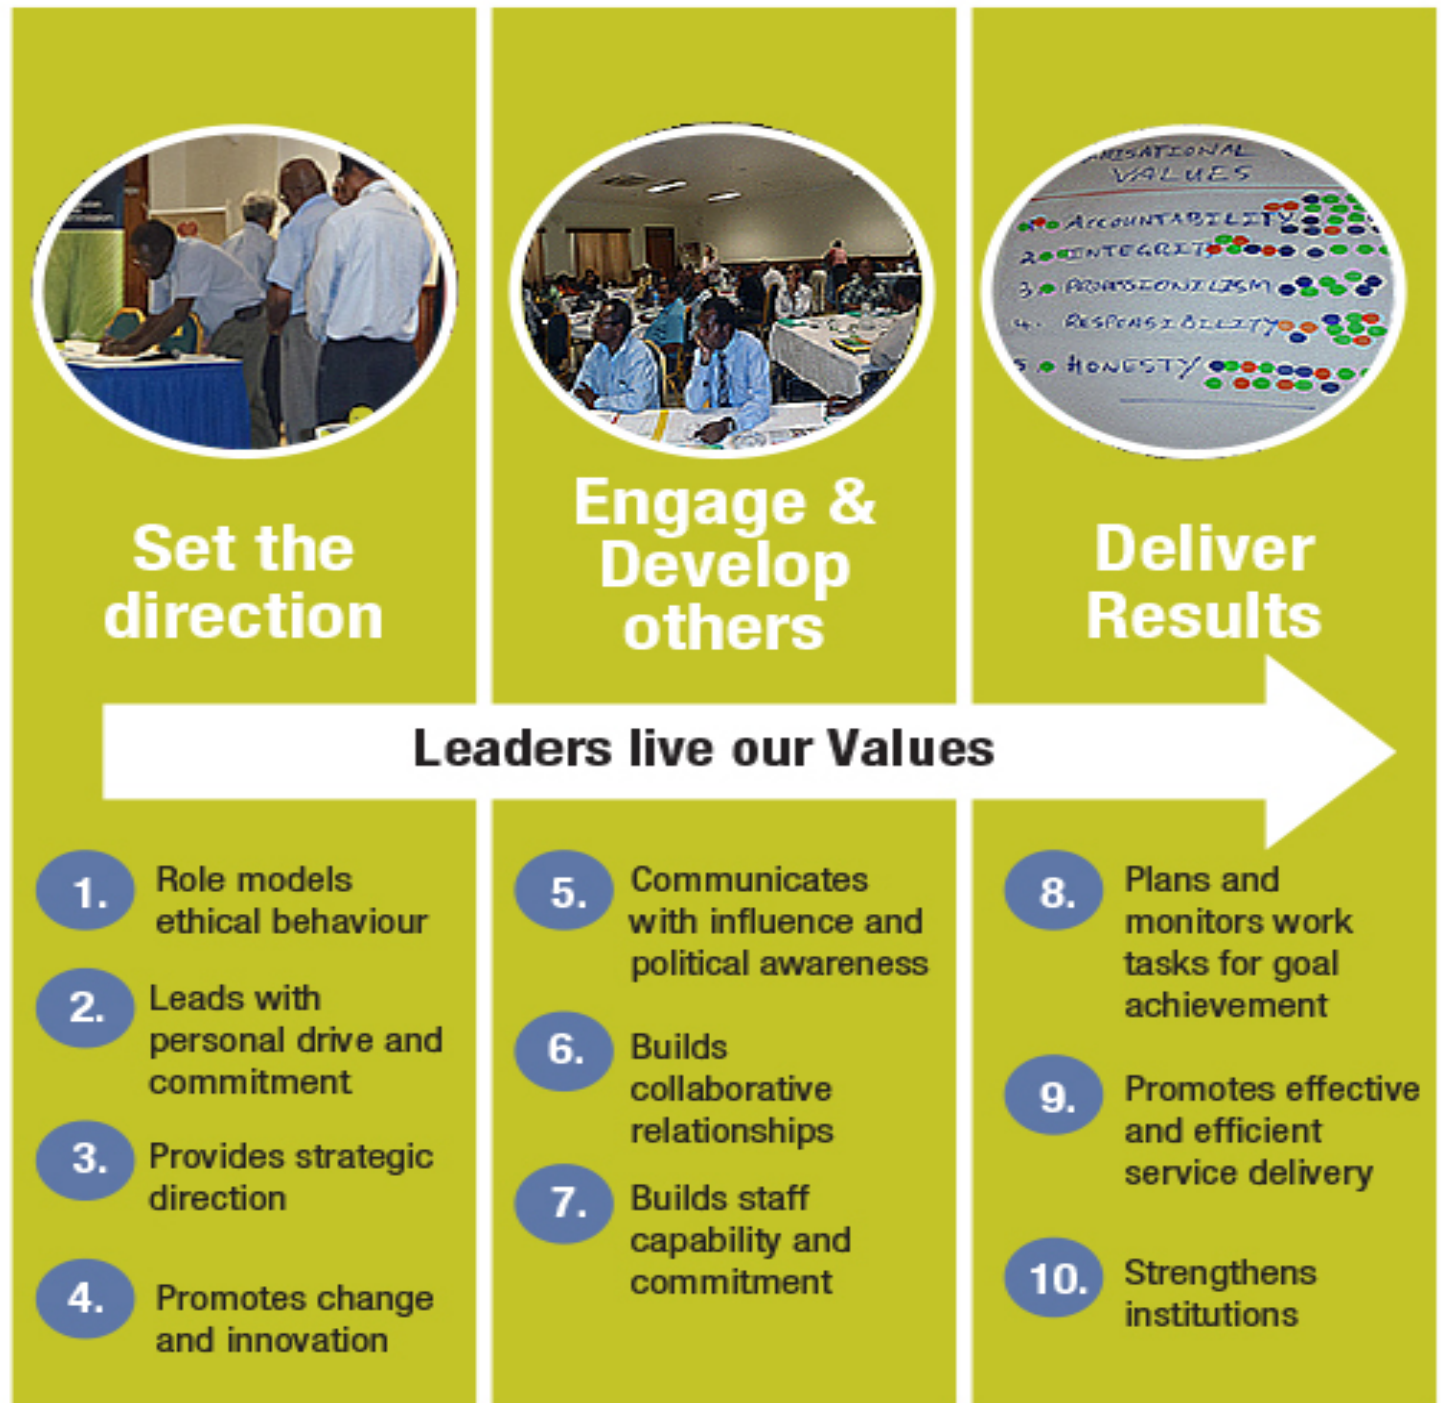 ORGANISATIONAL
VALUES
1. ACCOUNTABILITY
2. INTEGRITY
3. PROFESSIONILISM
4. RESPONSIBILITY
5. HONESTY
Set the
direction
Engage &
Develop
others
Deliver
Results
Leaders live our Values
1. Role models
ethical behaviour
2. Leads with
personal drive and
commitment
3. Provides strategic
direction
4. Promotes change
and innovation
5. Communicates
with influence and
political awareness
6. Builds
collaborative
relationships
7. Builds staff
capability and
commitment
8. Plans and
monitors work
tasks for goal
achievement
9. Promotes effective
and efficient
service delivery
10. Strengthens
institutions